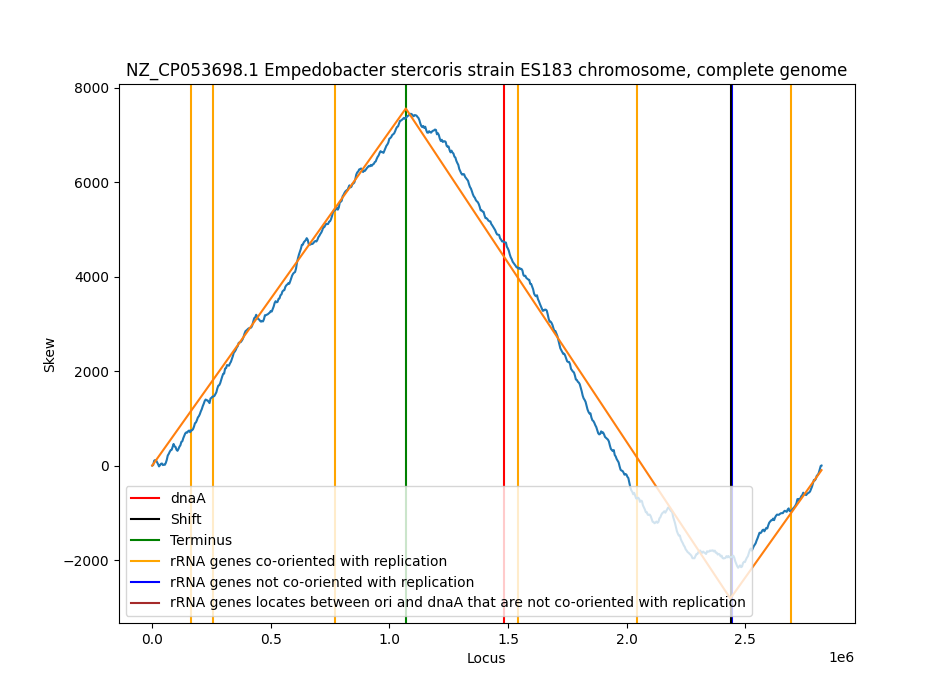 NZ_CP053698.1 Empedobacter stercoris strain ES183 chromosome, complete genome
8000
6000
4000
2000
0
−2000
Skew
dnaA
Shift
Terminus
rRNA genes co-oriented with replication
rRNA genes not co-oriented with replication
rRNA genes locates between ori and dnaA that are not co-oriented with replication
0.0 0.5 1.0 1.5 2.0 2.5
1e6
Locus